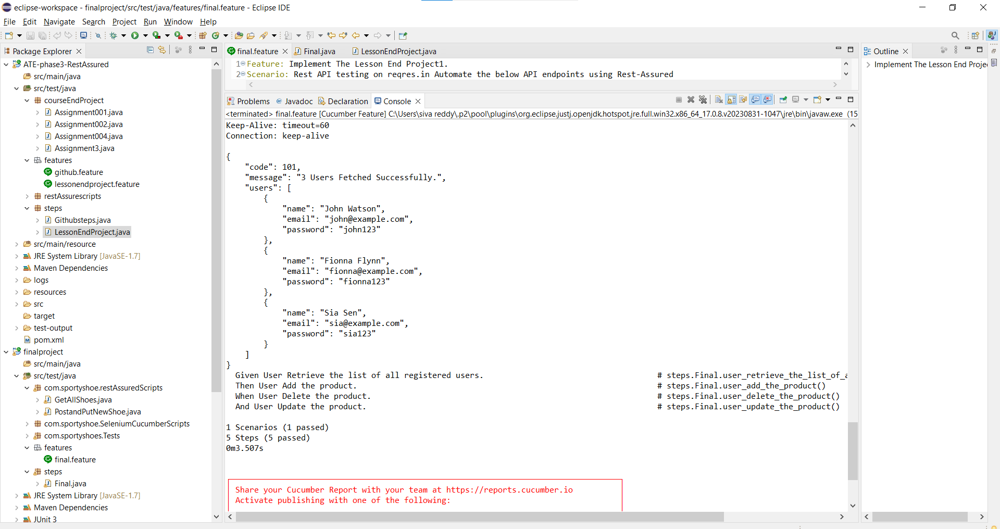 eclipse-workspace - finalproject/src/test/java/features/final.feature - Eclipse IDE
File Edit Navigate Search Project Run Window Help
Package Explorer
ATE-phase3-RestAssured
src/main/java
src/test/java
courseEndProject
Assignment001.java
Assignment002.java
Assignment004.java
Assignment3.java
features
github.feature
lessonendproject.feature
restAssurescripts
steps
Githubsteps.java
LessonEndProject.java
src/main/resource
JRE System Library [JavaSE-1.7]
Maven Dependencies
logs
resources
src
target
test-output
pom.xml
finalproject
src/main/java
src/test/java
com.sportyshoe.restAssuredScripts
GetAllShoes.java
PostandPutNewShoe.java
com.sportyshoe.SeleniumCucumberScripts
com.sportyshoes.Tests
features
final.feature
steps
Final.java
JRE System Library [JavaSE-1.7]
Maven Dependencies
JUnit 3
final.feature Final.java LessonEndProject.java
1 Feature: Implement The Lesson End Project1.
2 Scenario: Rest API testing on reqres.in Automate the below API endpoints using Rest-Assured
Problems Javadoc Declaration Console
<terminated> final.feature [Cucumber Feature] C:\Users\siva reddy\.p2\pool\plugins\org.eclipse.justj.openjdk.hotspot.jre.full.win32.x86_64_17.0.8.v20230831-1047\jre\bin\javaw.exe (15
Keep-Alive: timeout=60
Connection: keep-alive
{
"code": 101,
"message": "3 Users Fetched Successfully.",
"users": [
{
"name": "John Watson",
"email": "john@example.com",
"password": "john123"
},
{
"name": "Fionna Flynn",
"email": "fionna@example.com",
"password": "fionna123"
},
{
"name": "Sia Sen",
"email": "sia@example.com",
"password": "sia123"
}
]
}
Given User Retrieve the list of all registered users. # steps.Final.user_retrieve_the_list_of_a
Then User Add the product. # steps.Final.user_add_the_product()
When User Delete the product. # steps.Final.user_delete_the_product()
And User Update the product. # steps.Final.user_update_the_product()
1 Scenarios (1 passed)
5 Steps (5 passed)
0m3.507s
Share your Cucumber Report with your team at https://reports.cucumber.io
Activate publishing with one of the following:
Outline
Implement The Lesson End Proje